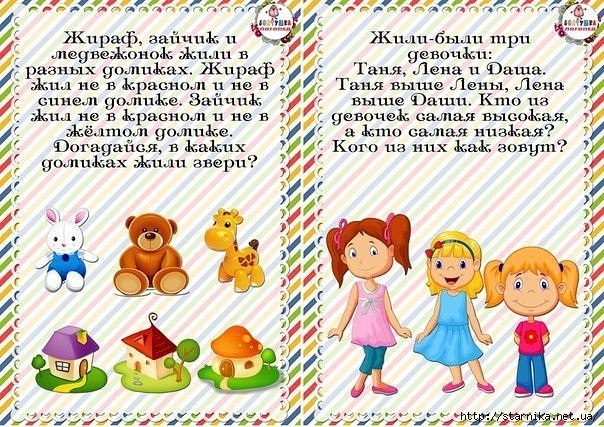 Жираф, зайчик и
медвежонок жили в
разных домиках. Жираф
жил не в красном и не в
синем домике. Зайчик
жил не в красном и не в
жёлтом домике.
Догадайся, в каких
домиках жили звери?
Жили-были три
девочки:
Таня, Лена и Даша.
Таня выше Лены, Лена
выше Даши. Кто из
девочек самая высокая,
а кто самая низкая?
Кого из них как зовут?
http://starnika.net.ua/